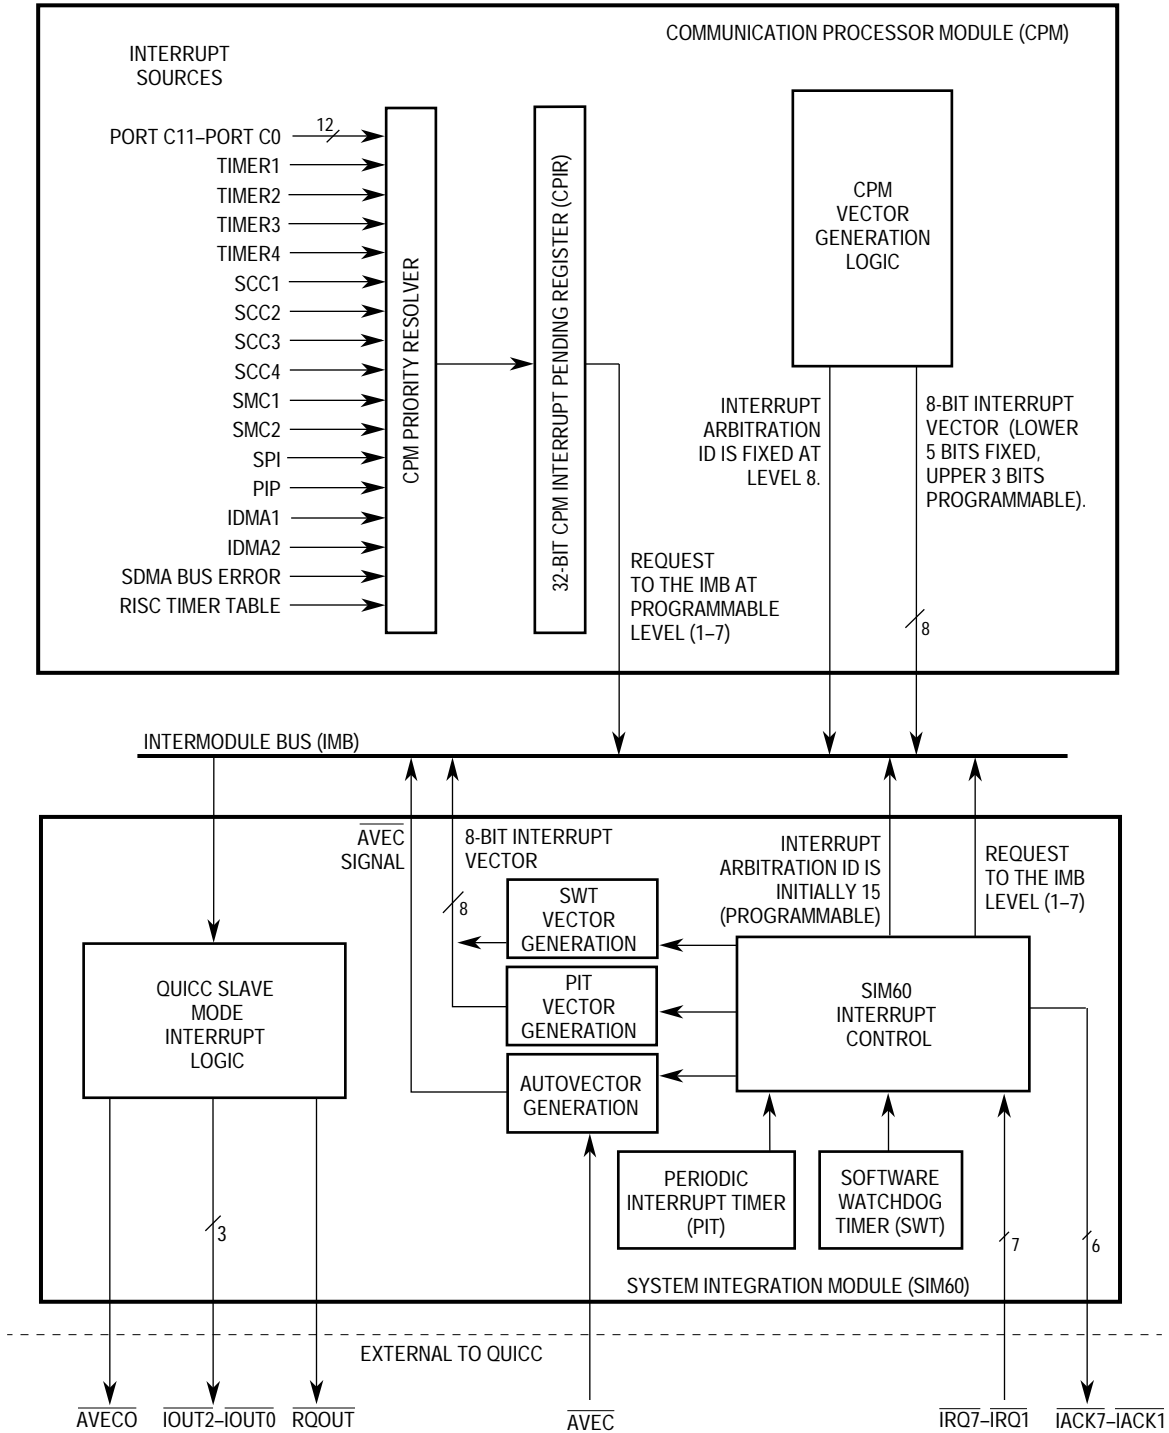 COMMUNICATION PROCESSOR MODULE (CPM)
INTERRUPT
SOURCES
PORT C11–PORT C0
12
TIMER1
TIMER2
TIMER3
TIMER4
SCC1
SCC2
SCC3
SCC4
SMC1
SMC2
SPI
PIP
IDMA1
IDMA2
SDMA BUS ERROR
RISC TIMER TABLE
CPM PRIORITY RESOLVER
32-BIT CPM INTERRUPT PENDING REGISTER (CPIR)
REQUEST
TO THE IMB AT
PROGRAMMABLE
LEVEL (1–7)
CPM
VECTOR
GENERATION
LOGIC
INTERRUPT
ARBITRATION
ID IS FIXED AT
LEVEL 8.
8-BIT INTERRUPT
VECTOR (LOWER
5 BITS FIXED,
UPPER 3 BITS
PROGRAMMABLE).
8
INTERMODULE BUS (IMB)
AVEC
SIGNAL
8-BIT INTERRUPT
VECTOR
8
INTERRUPT
ARBITRATION ID IS
INITIALLY 15
(PROGRAMMABLE)
REQUEST
TO THE IMB
LEVEL (1–7)
QUICC SLAVE
MODE
INTERRUPT
LOGIC
SWT
VECTOR
GENERATION
PIT
VECTOR
GENERATION
AUTOVECTOR
GENERATION
SIM60
INTERRUPT
CONTROL
PERIODIC
INTERRUPT TIMER
(PIT)
SOFTWARE
WATCHDOG
TIMER (SWT)
3
7
6
SYSTEM INTEGRATION MODULE (SIM60)
EXTERNAL TO QUICC
AVECO
IOUT2–IOUT0
RQOUT
AVEC
IRQ7–IRQ1
IACK7–IACK1